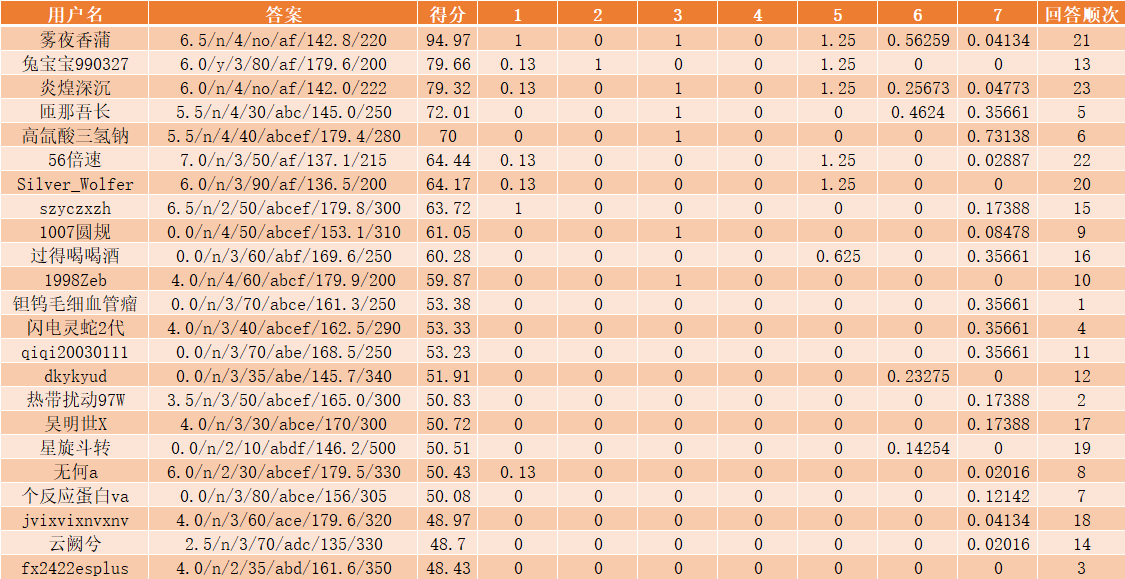 用户名 答案 得分 1 2 3 4 5 6 7 回答顺次
雾夜香蒲 6.5/n/4/no/af/142.8/220 94.97 1 0 1 0 1.25 0.56259 0.04134 21
兔宝宝990327 6.0/y/3/80/af/179.6/200 79.66 0.13 1 0 0 1.25 0 0 13
炎煌深沉 6.0/n/4/no/af/142.0/222 79.32 0.13 0 1 0 1.25 0.25673 0.04773 23
匝那吾长 5.5/n/4/30/abc/145.0/250 72.01 0 0 1 0 0 0.4624 0.35661 5
高氙酸三氢钠 5.5/n/4/40/abcef/179.4/280 70 0 0 1 0 0 0 0.73138 6
56倍速 7.0/n/3/50/af/137.1/215 64.44 0.13 0 0 0 1.25 0 0.02887 22
Silver_Wolfer 6.0/n/3/90/af/136.5/200 64.17 0.13 0 0 0 1.25 0 0 20
szyczxzh 6.5/n/2/50/abcef/179.8/300 63.72 1 0 0 0 0 0 0.17388 15
1007圆规 0.0/n/4/50/abcef/153.1/310 61.05 0 0 1 0 0 0 0.08478 9
过得喝喝酒 0.0/n/3/60/abf/169.6/250 60.28 0 0 0 0 0.625 0 0.35661 16
1998Zeb 4.0/n/4/60/abcf/179.9/200 59.87 0 0 1 0 0 0 0 10
钽钨毛细血管瘤 0.0/n/3/70/abce/161.3/250 53.38 0 0 0 0 0 0 0.35661 1
闪电灵蛇2代 4.0/n/3/40/abcef/162.5/290 53.33 0 0 0 0 0 0 0.35661 4
qiqi20030111 0.0/n/3/70/abe/168.5/250 53.23 0 0 0 0 0 0 0.35661 11
dkykyud 0.0/n/3/35/abe/145.7/340 51.91 0 0 0 0 0 0.23275 0 12
热带扰动97W 3.5/n/3/50/abcef/165.0/300 50.83 0 0 0 0 0 0 0.17388 2
吴明世X 4.0/n/3/30/abce/170/300 50.72 0 0 0 0 0 0 0.17388 17
星旋斗转 0.0/n/2/10/abdf/146.2/500 50.51 0 0 0 0 0 0.14254 0 19
无何a 6.0/n/2/30/abcef/179.5/330 50.43 0.13 0 0 0 0 0 0.02016 8
个反应蛋白va 0.0/n/3/80/abce/156/305 50.08 0 0 0 0 0 0 0.12142 7
jvixvixnvxnv 4.0/n/3/60/ace/179.6/320 48.97 0 0 0 0 0 0 0.04134 18
云阙兮 2.5/n/3/70/adc/135/330 48.7 0 0 0 0 0 0 0.02016 14
fx2422esplus 4.0/n/2/35/abd/161.6/350 48.43 0 0 0 0 0 0 0 3